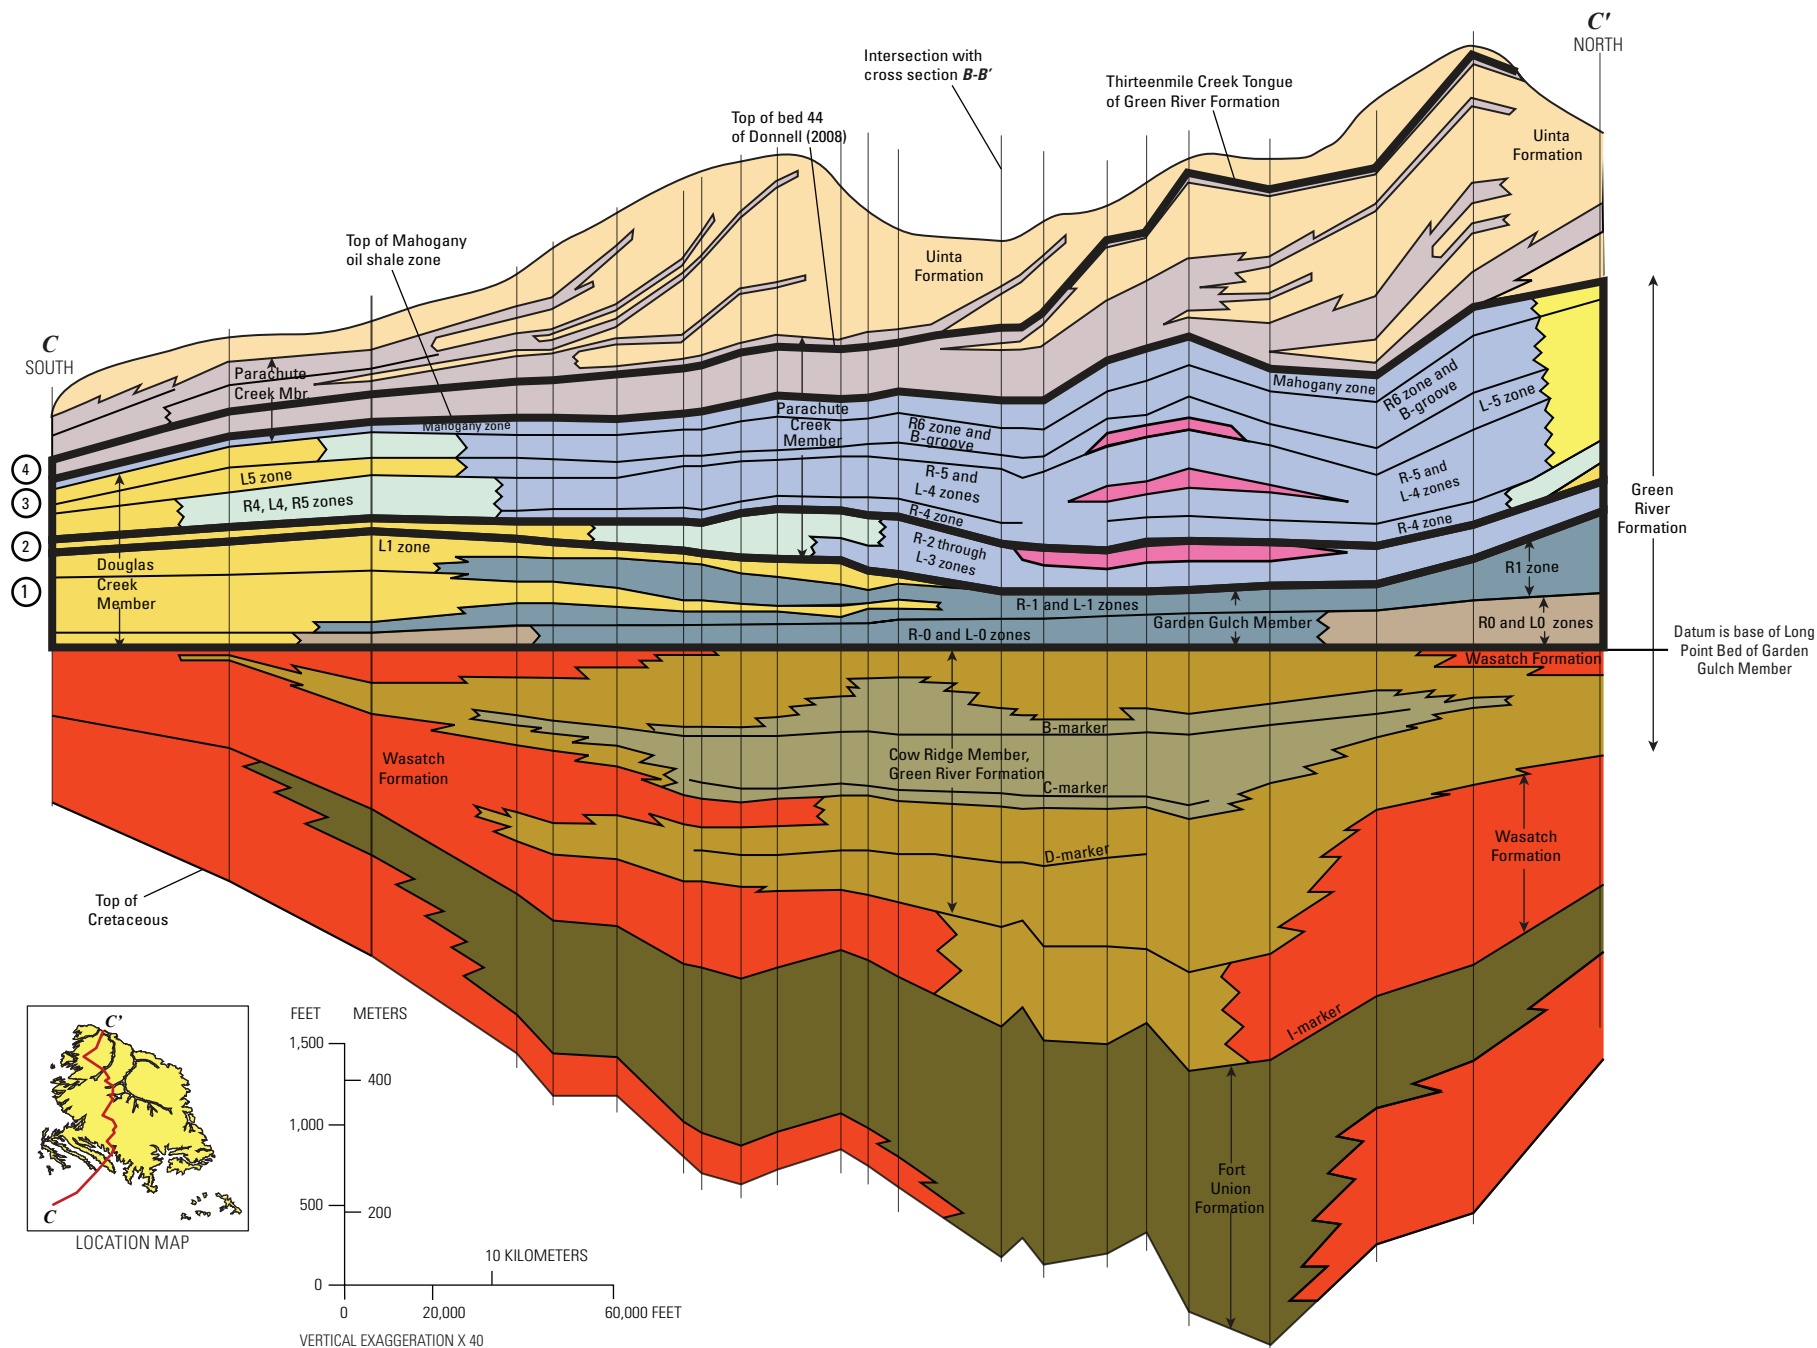 C
SOUTH
C'
NORTH
Intersection with
cross section B-B'
Thirteenmile Creek Tongue
of Green River Formation
Top of bed 44
of Donnell (2008)
Top of Mahogany
oil shale zone
Uinta
Formation
Uinta
Formation
Parachute
Creek Mbr.
Mahogany zone
Parachute
Creek
Member
R6 zone and
B-groove
Mahogany zone
R6 zone and
B-groove
L-5 zone
4
3
2
1
L5 zone
R4, L4, R5 zones
R-5 and
L-4 zones
R-5 and
L-4 zones
R-4 zone
R-4 zone
L1 zone
R-2 through
L-3 zones
Douglas
Creek
Member
R1 zone
R-1 and L-1 zones
Garden Gulch Member
R0 and L0 zones
R-0 and L-0 zones
Green
River
Formation
Datum is base of Long
Point Bed of Garden
Gulch Member
Wasatch Formation
B-marker
Wasatch
Formation
Cow Ridge Member,
Green River Formation
C-marker
D-marker
Wasatch
Formation
Top of
Cretaceous
I-marker
Fort
Union
Formation
C'
C
LOCATION MAP
FEET METERS
1,500
400
1,000
500
200
0
10 KILOMETERS
0 20,000 60,000 FEET
VERTICAL EXAGGERATION X 40